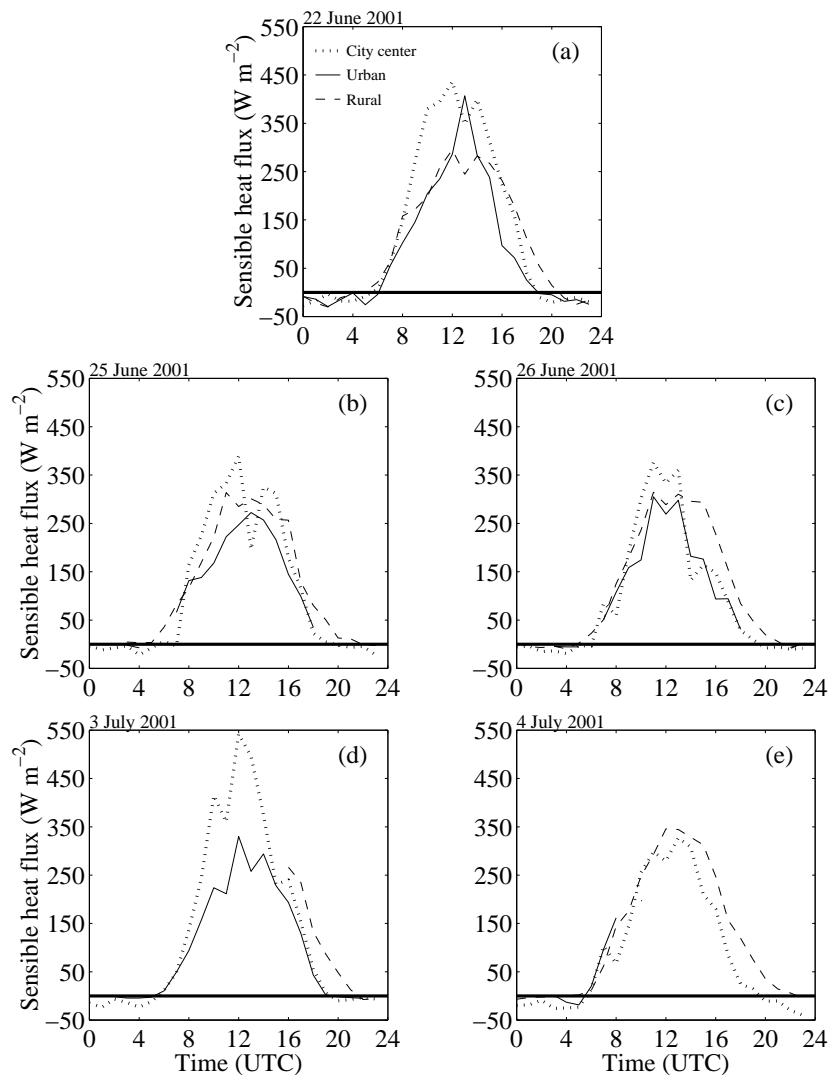 22 June 2001
(a)
City center
Urban
Rural
Sensible heat flux (W m−2)
550
450
350
250
150
50
−50
0 4 8 12 16 20 24
25 June 2001
(b)
Sensible heat flux (W m−2)
550
450
350
250
150
50
−50
0 4 8 12 16 20 24
26 June 2001
(c)
550
450
350
250
150
50
−50
0 4 8 12 16 20 24
3 July 2001
(d)
Sensible heat flux (W m−2)
550
450
350
250
150
50
−50
0 4 8 12 16 20 24
Time (UTC)
4 July 2001
(e)
550
450
350
250
150
50
−50
0 4 8 12 16 20 24
Time (UTC)